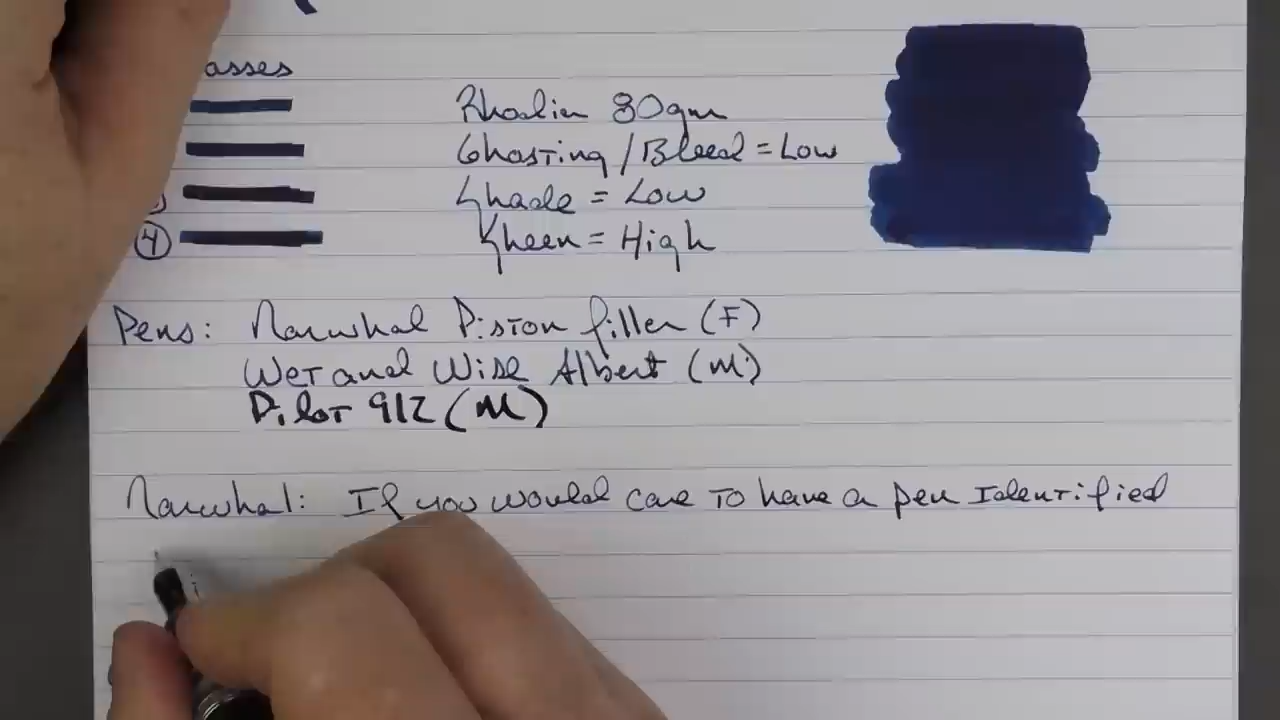 asses
Rhodia 80gm
Ghosting / Bleed = Low
Shade = Low
Sheen = High
④
Pens: Narwhal Piston filler (F)
Wet and Wise Albert (M)
Pilot 912 (M)
Narwhal: If you would care to have a pen Identified